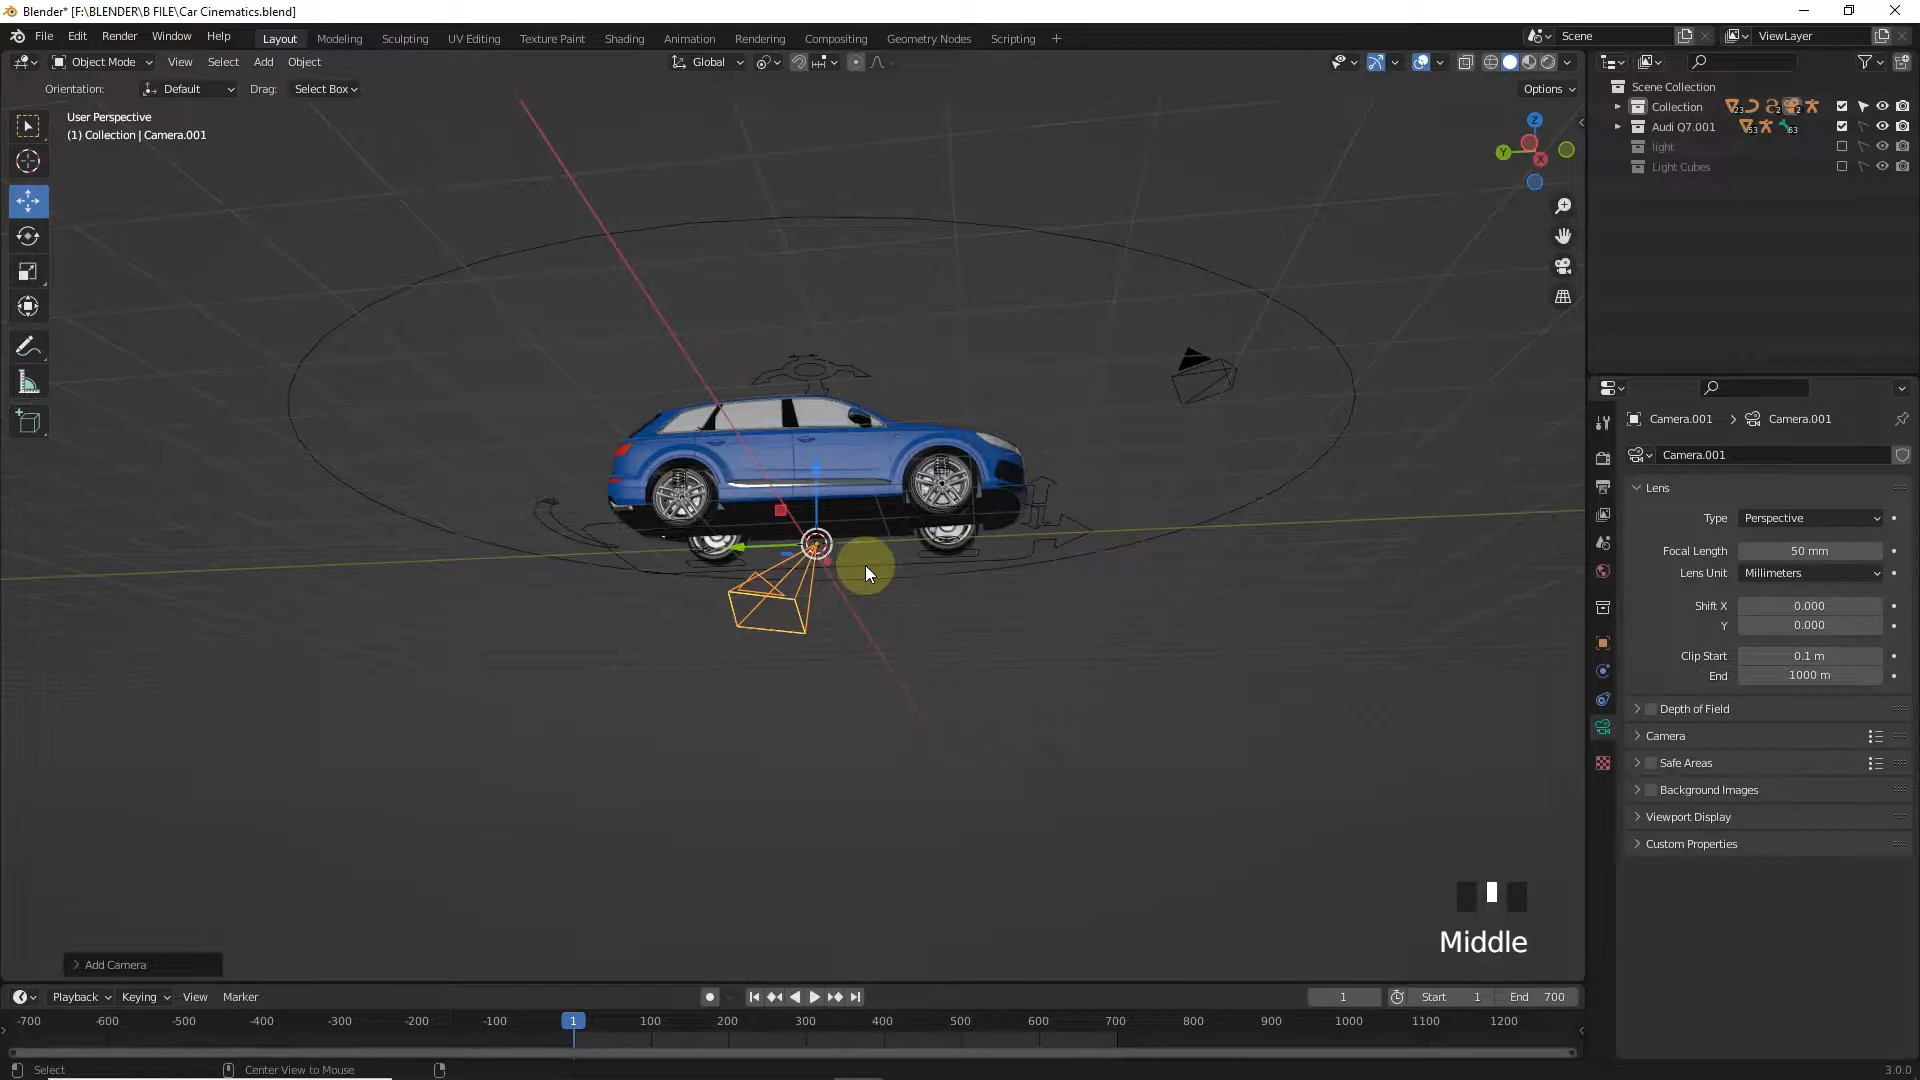 Blender* [F:\BLENDER\B FILE\Car Cinematics.blend]
File Edit Render Window Help Layout Modeling Sculpting UV Editing Texture Paint Shading Animation Rendering Compositing Geometry Nodes Scripting + Scene ViewLayer
Object Mode View Select Add Object Global
Orientation: Default Drag: Select Box Options
User Perspective
(1) Collection | Camera.001
Scene Collection
Collection 23 2 2
Audi Q7.001 53 63
light
Light Cubes
Z
Y
X
Camera.001 > Camera.001
Camera.001
Lens
Type Perspective
Focal Length 50 mm
Lens Unit Millimeters
Shift X 0.000
Y 0.000
Clip Start 0.1 m
End 1000 m
Depth of Field
Camera
Safe Areas
Background Images
Viewport Display
Custom Properties
Middle
Add Camera
Playback Keying View Marker 1 Start 1 End 700
-700 -600 -500 -400 -300 -200 -100 1 100 200 300 400 500 600 700 800 900 1000 1100 1200
Select Center View to Mouse 3.0.0